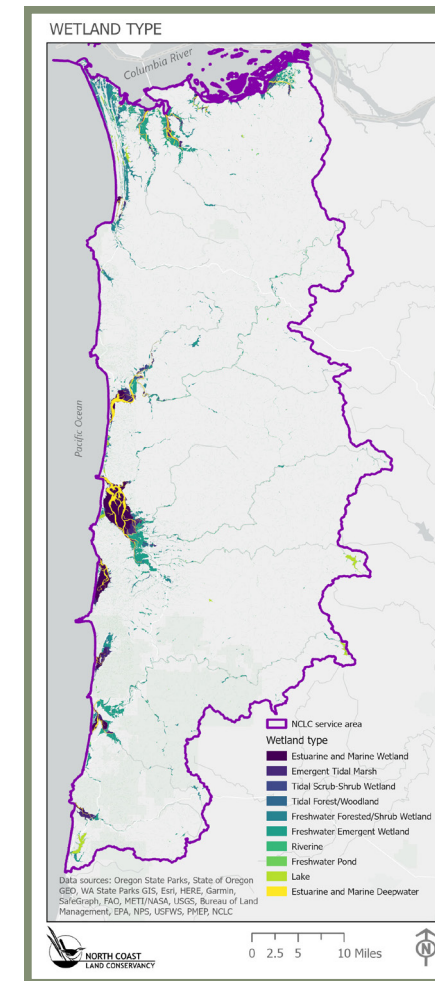 WETLAND TYPE
Columbia River
Pacific Ocean
NCLC service area
Wetland type
Estuarine and Marine Wetland
Emergent Tidal Marsh
Tidal Scrub-Shrub Wetland
Tidal Forest/Woodland
Freshwater Forested/Shrub Wetland
Freshwater Emergent Wetland
Riverine
Freshwater Pond
Lake
Estuarine and Marine Deepwater
Data sources: Oregon State Parks, State of Oregon
GEO, WA State Parks GIS, Esri, HERE, Garmin,
SafeGraph, FAO, METI/NASA, USGS, Bureau of Land
Management, EPA, NPS, USFWS, PMEP, NCLC
NORTH COAST
LAND CONSERVANCY
0 2.5 5 10 Miles
N